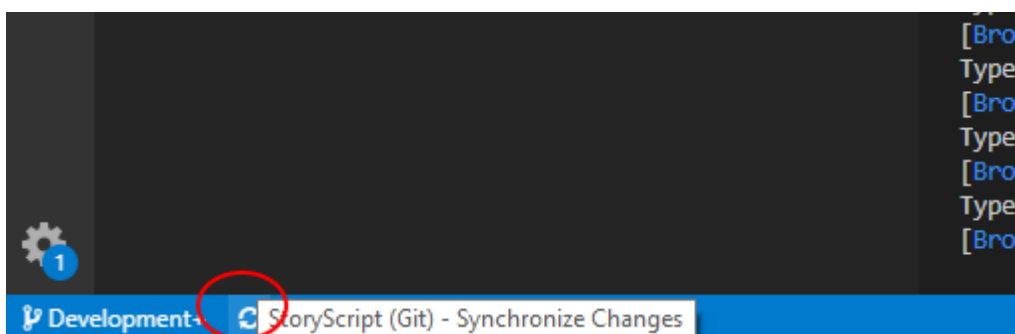 [Bro
Type
[Bro
Type
[Bro
Type
[Bro
1
Development+
StoryScript (Git) - Synchronize Changes